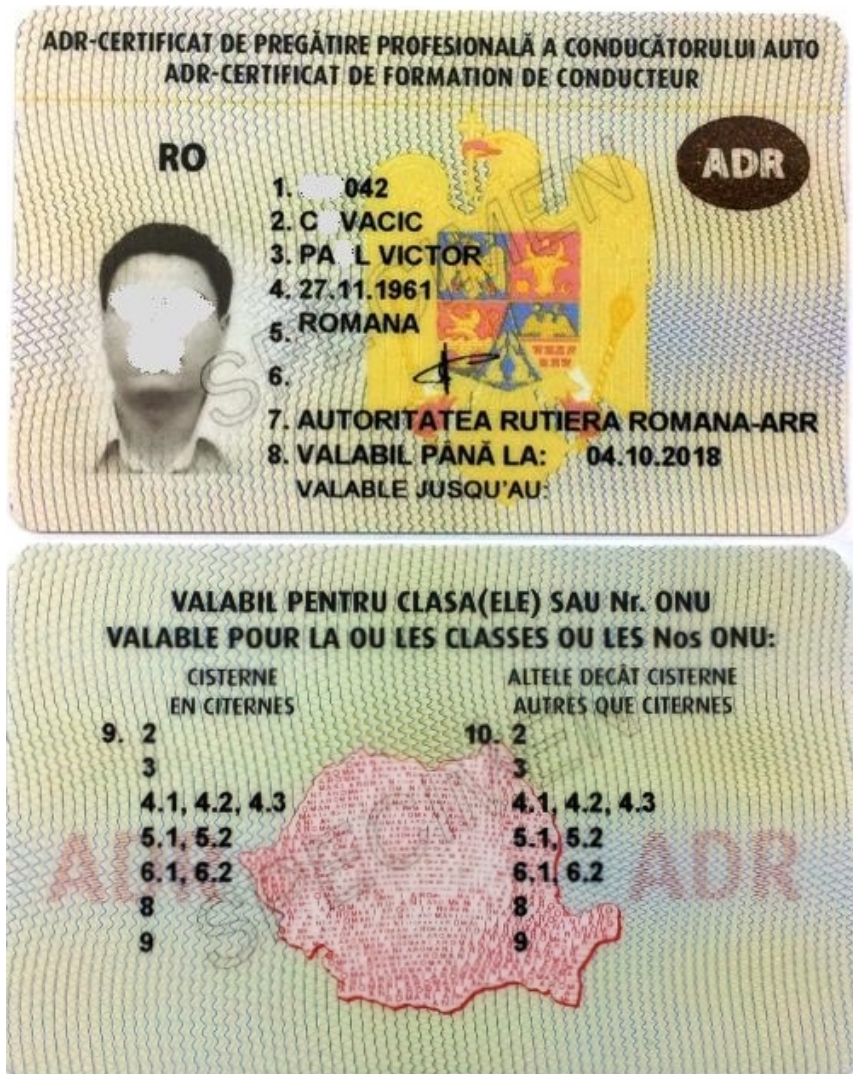 ADR-CERTIFICAT DE PREGĂTIRE PROFESIONALĂ A CONDUCĂTORULUI AUTO
ADR-CERTIFICAT DE FORMATION DE CONDUCTEUR
RO
ADR
1. 042
2. C VACIC
3. PA L VICTOR
4. 27.11.1961
5. ROMANA
6.
7. AUTORITATEA RUTIERA ROMANA-ARR
8. VALABIL PÂNĂ LA: 04.10.2018
VALABLE JUSQU'AU:
SPECIMEN
VALABIL PENTRU CLASA(ELE) SAU Nr. ONU
VALABLE POUR LA OU LES CLASSES OU LES Nos ONU:
CISTERNE
EN CITERNES
ALTELE DECÂT CISTERNE
AUTRES QUE CITERNES
9. 2
3
4.1, 4.2, 4.3
5.1, 5.2
6.1, 6.2
8
9
10. 2
3
4.1, 4.2, 4.3
5.1, 5.2
6.1, 6.2
8
9
ADR
ADR
SPECIMEN